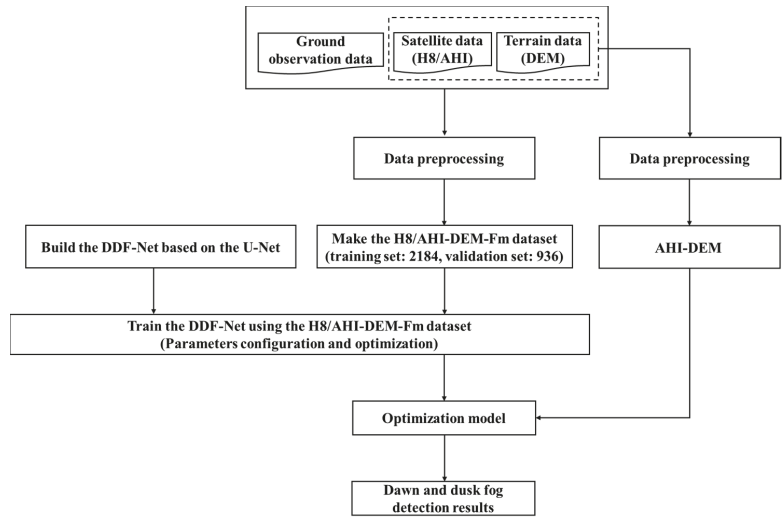 Ground
observation data
Satellite data
(H8/AHI)
Terrain data
(DEM)
Data preprocessing
Data preprocessing
Build the DDF-Net based on the U-Net
Make the H8/AHI-DEM-Fm dataset
(training set: 2184, validation set: 936)
AHI-DEM
Train the DDF-Net using the H8/AHI-DEM-Fm dataset
(Parameters configuration and optimization)
Optimization model
Dawn and dusk fog
detection results